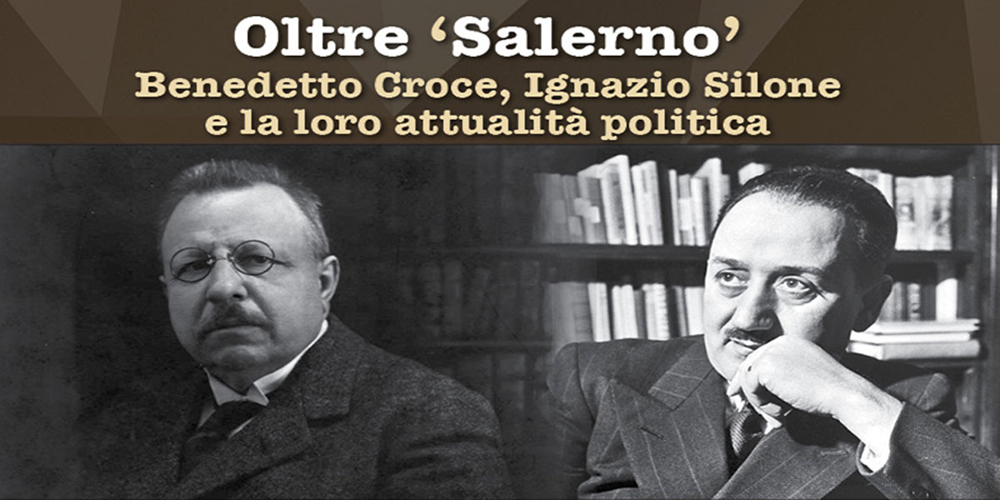 Oltre ‘Salerno’
Benedetto Croce, Ignazio Silone
e la loro attualità politica